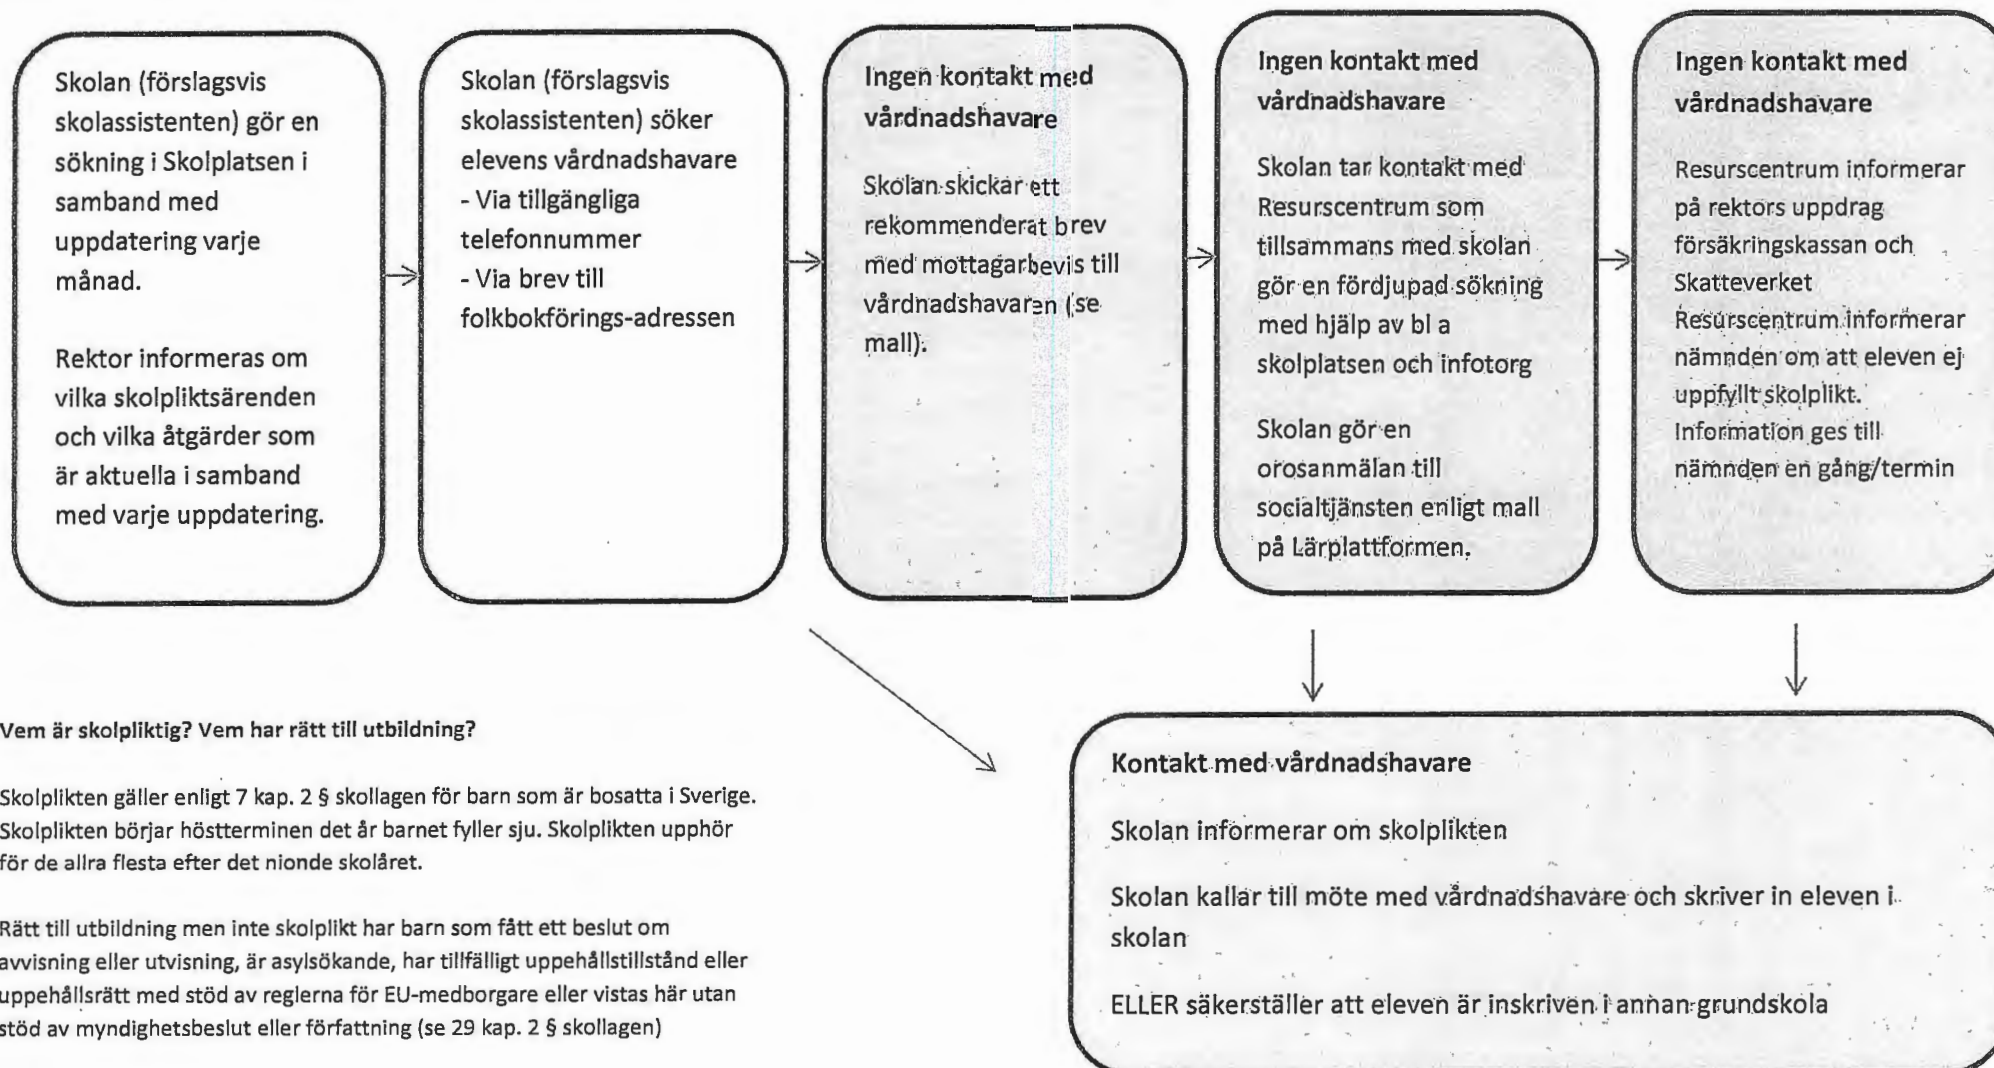 Skolan (förslagsvis
skolassistenten) gör en
sökning i Skolplatsen i
samband med
uppdatering varje
månad.
Rektor informeras om
vilka skolpliktsärenden
och vilka åtgärder som
är aktuella i samband
med varje uppdatering.
Skolan (förslagsvis
skolassistenten) söker
elevens vårdnadshavare
- Via tillgängliga
telefonnummer
- Via brev till
folkbokförings-adressen
Ingen kontakt med
vårdnadshavare
Skolan skickar ett
rekommenderat brev
med mottagarbevis till
vårdnadshavaren (se
mall).
Ingen kontakt med
vårdnadshavare
Skolan tar kontakt med
Resurscentrum som
tillsammans med skolan
gör en fördjupad sökning
med hjälp av bl a
skolplatsen och infotorg
Skolan gör en
orosanmälan till
socialtjänsten enligt mall
på Lärplattformen.
Ingen kontakt med
vårdnadshavare
Resurscentrum informerar
på rektors uppdrag
försäkringskassan och
Skatteverket
Resurscentrum informerar
nämnden om att eleven ej
uppfyllt skolplikt.
Information ges till
nämnden en gång/termin
Vem är skolpliktig? Vem har rätt till utbildning?
Skolplikten gäller enligt 7 kap. 2 § skollagen för barn som är bosatta i Sverige.
Skolplikten börjar höstterminen det år barnet fyller sju. Skolplikten upphör
för de allra flesta efter det nionde skolåret.
Rätt till utbildning men inte skolplikt har barn som fått ett beslut om
avvisning eller utvisning, är asylsökande, har tillfälligt uppehållstillstånd eller
uppehållsrätt med stöd av reglerna för EU-medborgare eller vistas här utan
stöd av myndighetsbeslut eller författning (se 29 kap. 2 § skollagen)
Kontakt med vårdnadshavare
Skolan informerar om skolplikten
Skolan kallar till möte med vårdnadshavare och skriver in eleven i
skolan
ELLER säkerställer att eleven är inskriven i annan grundskola